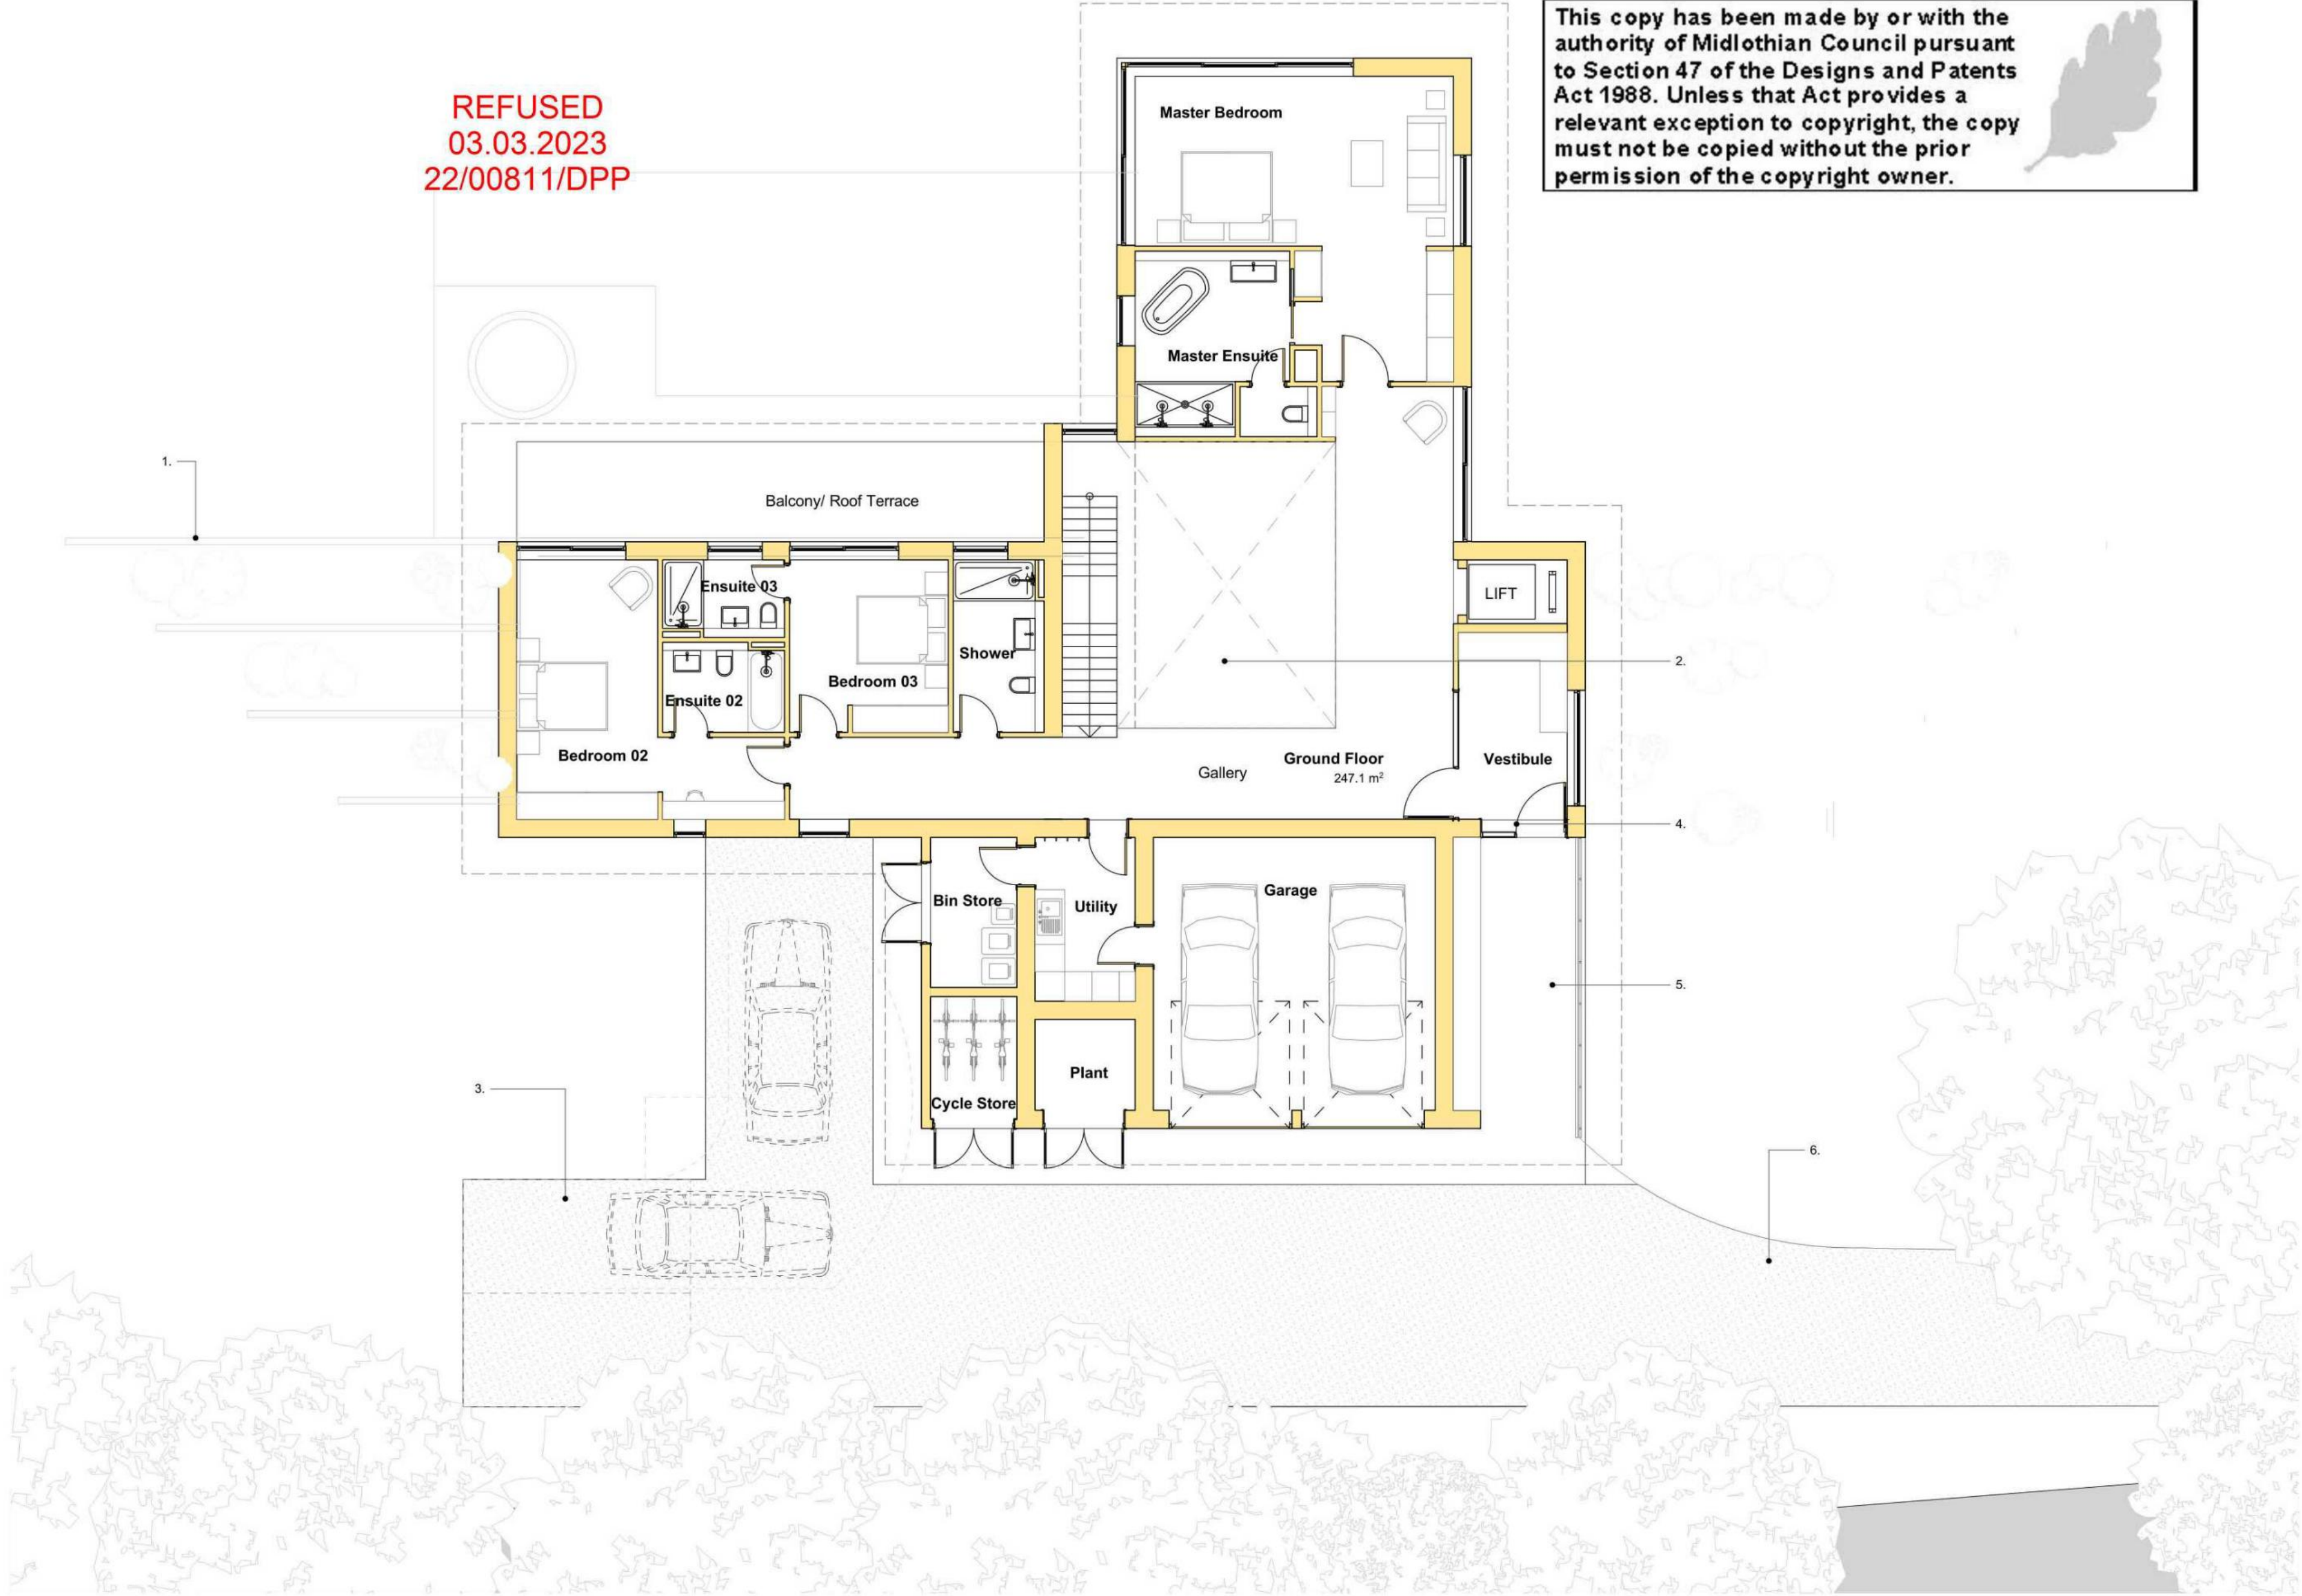 This copy has been made by or with the
authority of Midlothian Council pursuant
to Section 47 of the Designs and Patents
Act 1988. Unless that Act provides a
relevant exception to copyright, the copy
must not be copied without the prior
permission of the copyright owner.
REFUSED
03.03.2023
22/00811/DPP
Master Bedroom
Master Ensuite
1.
Balcony/ Roof Terrace
Ensuite 03
LIFT
Shower
2.
Bedroom 03
Ensuite 02
Bedroom 02
Ground Floor
247.1 m²
Gallery
Vestibule
4.
Garage
Bin Store
Utility
5.
Plant
3.
Cycle Store
6.